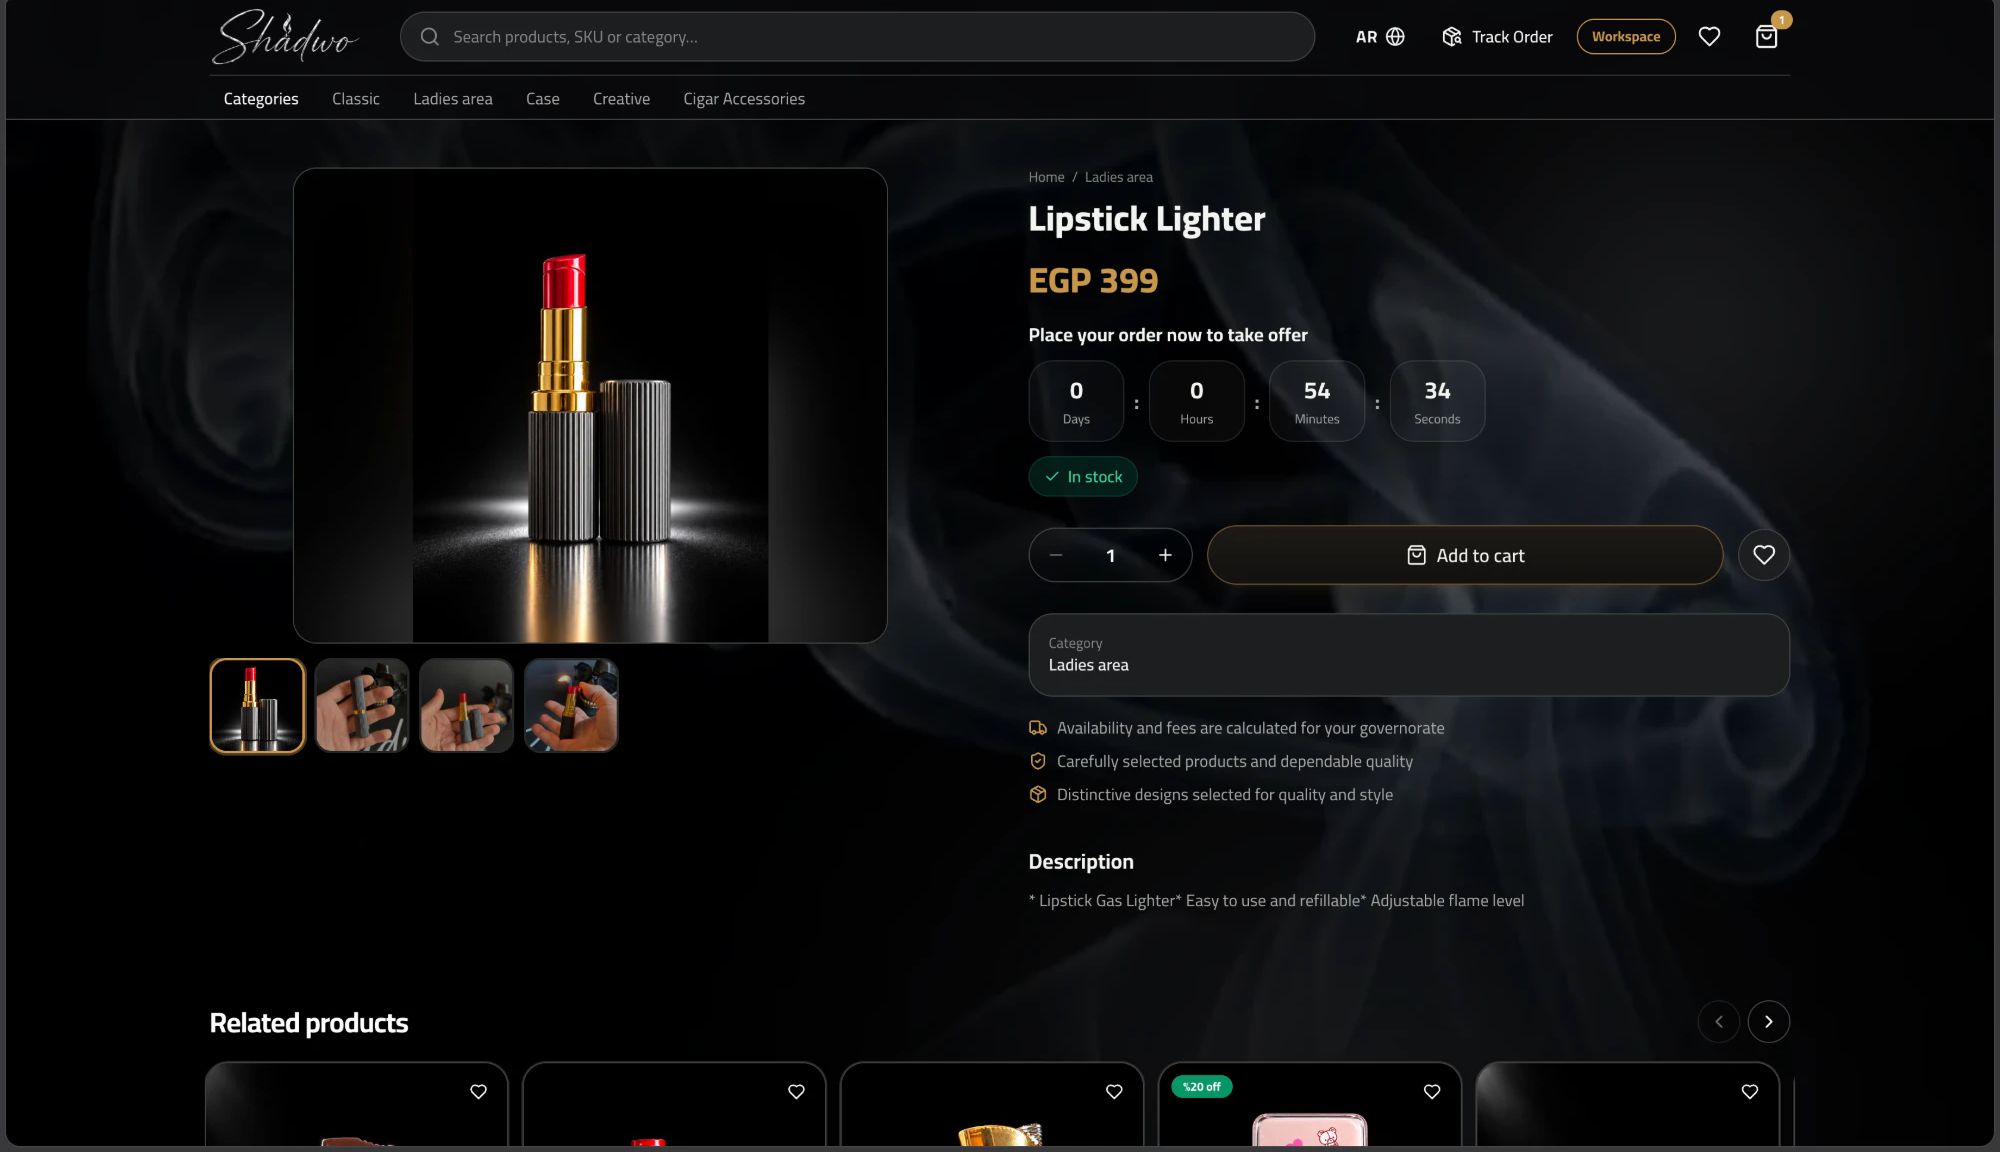 Shadwo
Search products, SKU or category...
AR
Track Order
Workspace
1
Categories
Classic
Ladies area
Case
Creative
Cigar Accessories
Home / Ladies area
Lipstick Lighter
EGP 399
Place your order now to take offer
0 : 0 : 54 : 34
Days Hours Minutes Seconds
In stock
1
Add to cart
Category
Ladies area
Availability and fees are calculated for your governorate
Carefully selected products and dependable quality
Distinctive designs selected for quality and style
Description
* Lipstick Gas Lighter* Easy to use and refillable* Adjustable flame level
Related products
%20 off